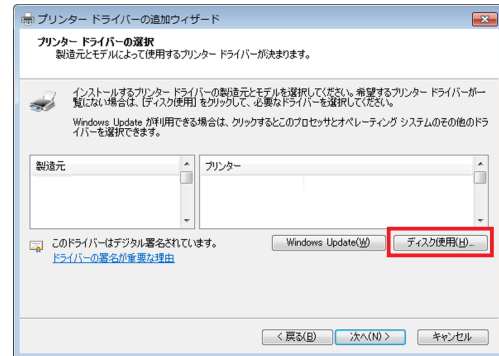 プリンター ドライバーの追加ウィザード
プリンター ドライバーの選択
製造元とモデルによって使用するプリンター ドライバーが決まります。
インストールするプリンター ドライバーの製造元とモデルを選択してください。希望するプリンター ドライバーが一
覧にない場合は、[ディスク使用] をクリックして、必要なドライバーを選択してください。
Windows Update が利用できる場合は、クリックするとこのプロセッサとオペレーティング システムのその他のドラ
イバーを選択できます。
製造元
プリンター
このドライバーはデジタル署名されています。
Windows Update(W)
ディスク使用(H)...
ドライバーの署名が重要な理由
< 戻る(B)
次へ(N) >
キャンセル